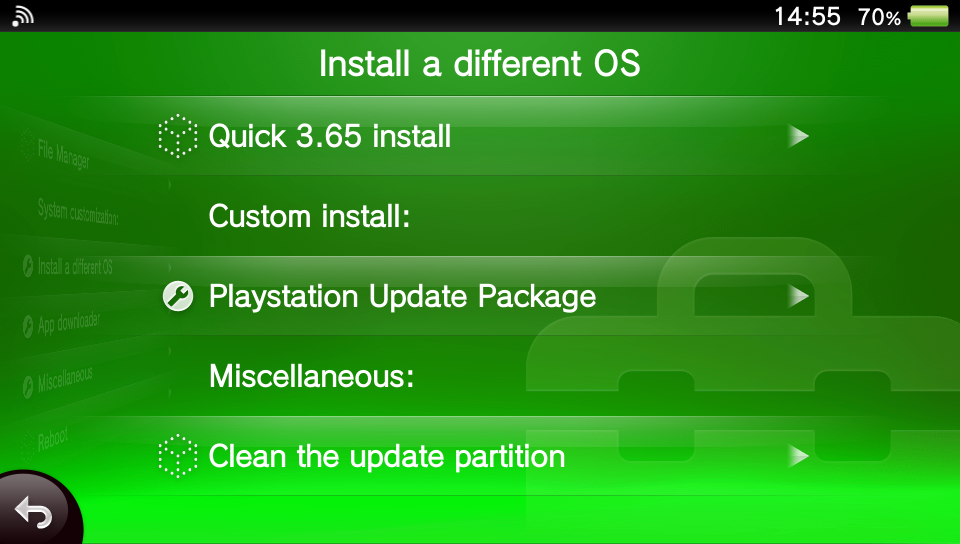 14:55 70%
Install a different OS
Quick 3.65 install
Custom install:
Playstation Update Package
Miscellaneous:
Clean the update partition
File Manager
System customization:
Install a different OS
App downloader
Miscellaneous
Reboot